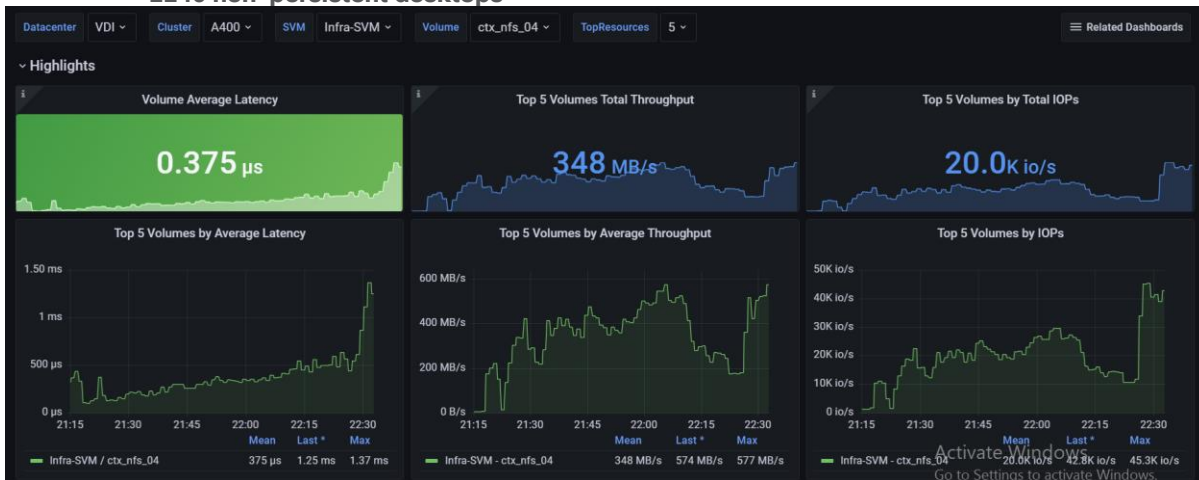 2240 non-persistent desktops
Datacenter VDI Cluster A400 SVM Infra-SVM Volume ctx_nfs_04 TopResources 5 Related Dashboards
Highlights
i Volume Average Latency i Top 5 Volumes Total Throughput i Top 5 Volumes by Total IOPs
0.375 µs 348 MB/s 20.0K io/s
Top 5 Volumes by Average Latency
1.50 ms
1 ms
500 µs
0 µs
21:15 21:30 21:45 22:00 22:15 22:30
Mean Last * Max
Infra-SVM / ctx_nfs_04 375 µs 1.25 ms 1.37 ms
Top 5 Volumes by Average Throughput
600 MB/s
400 MB/s
200 MB/s
0 B/s
21:15 21:30 21:45 22:00 22:15 22:30
Mean Last * Max
Infra-SVM - ctx_nfs_04 348 MB/s 574 MB/s 577 MB/s
Top 5 Volumes by IOPs
50K io/s
40K io/s
30K io/s
20K io/s
10K io/s
0 io/s
21:15 21:30 21:45 22:00 22:15 22:30
Mean Last * Max
Infra-SVM - ctx_nfs_04 20.0K io/s 42.8K io/s 45.3K io/s
Activate Windows
Go to Settings to activate Windows.